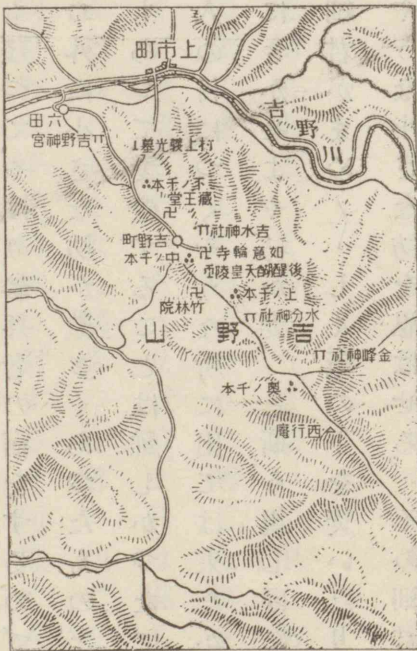 上市町
吉野川
六田
吉野神宮
村上義光墓
下ノ千本
藏王堂
吉水神社
吉野町
如意輪寺
中ノ千本
後醍醐天皇陵
竹林院
上ノ千本
水分神社
吉野山
金峰神社
奥ノ千本
西行庵